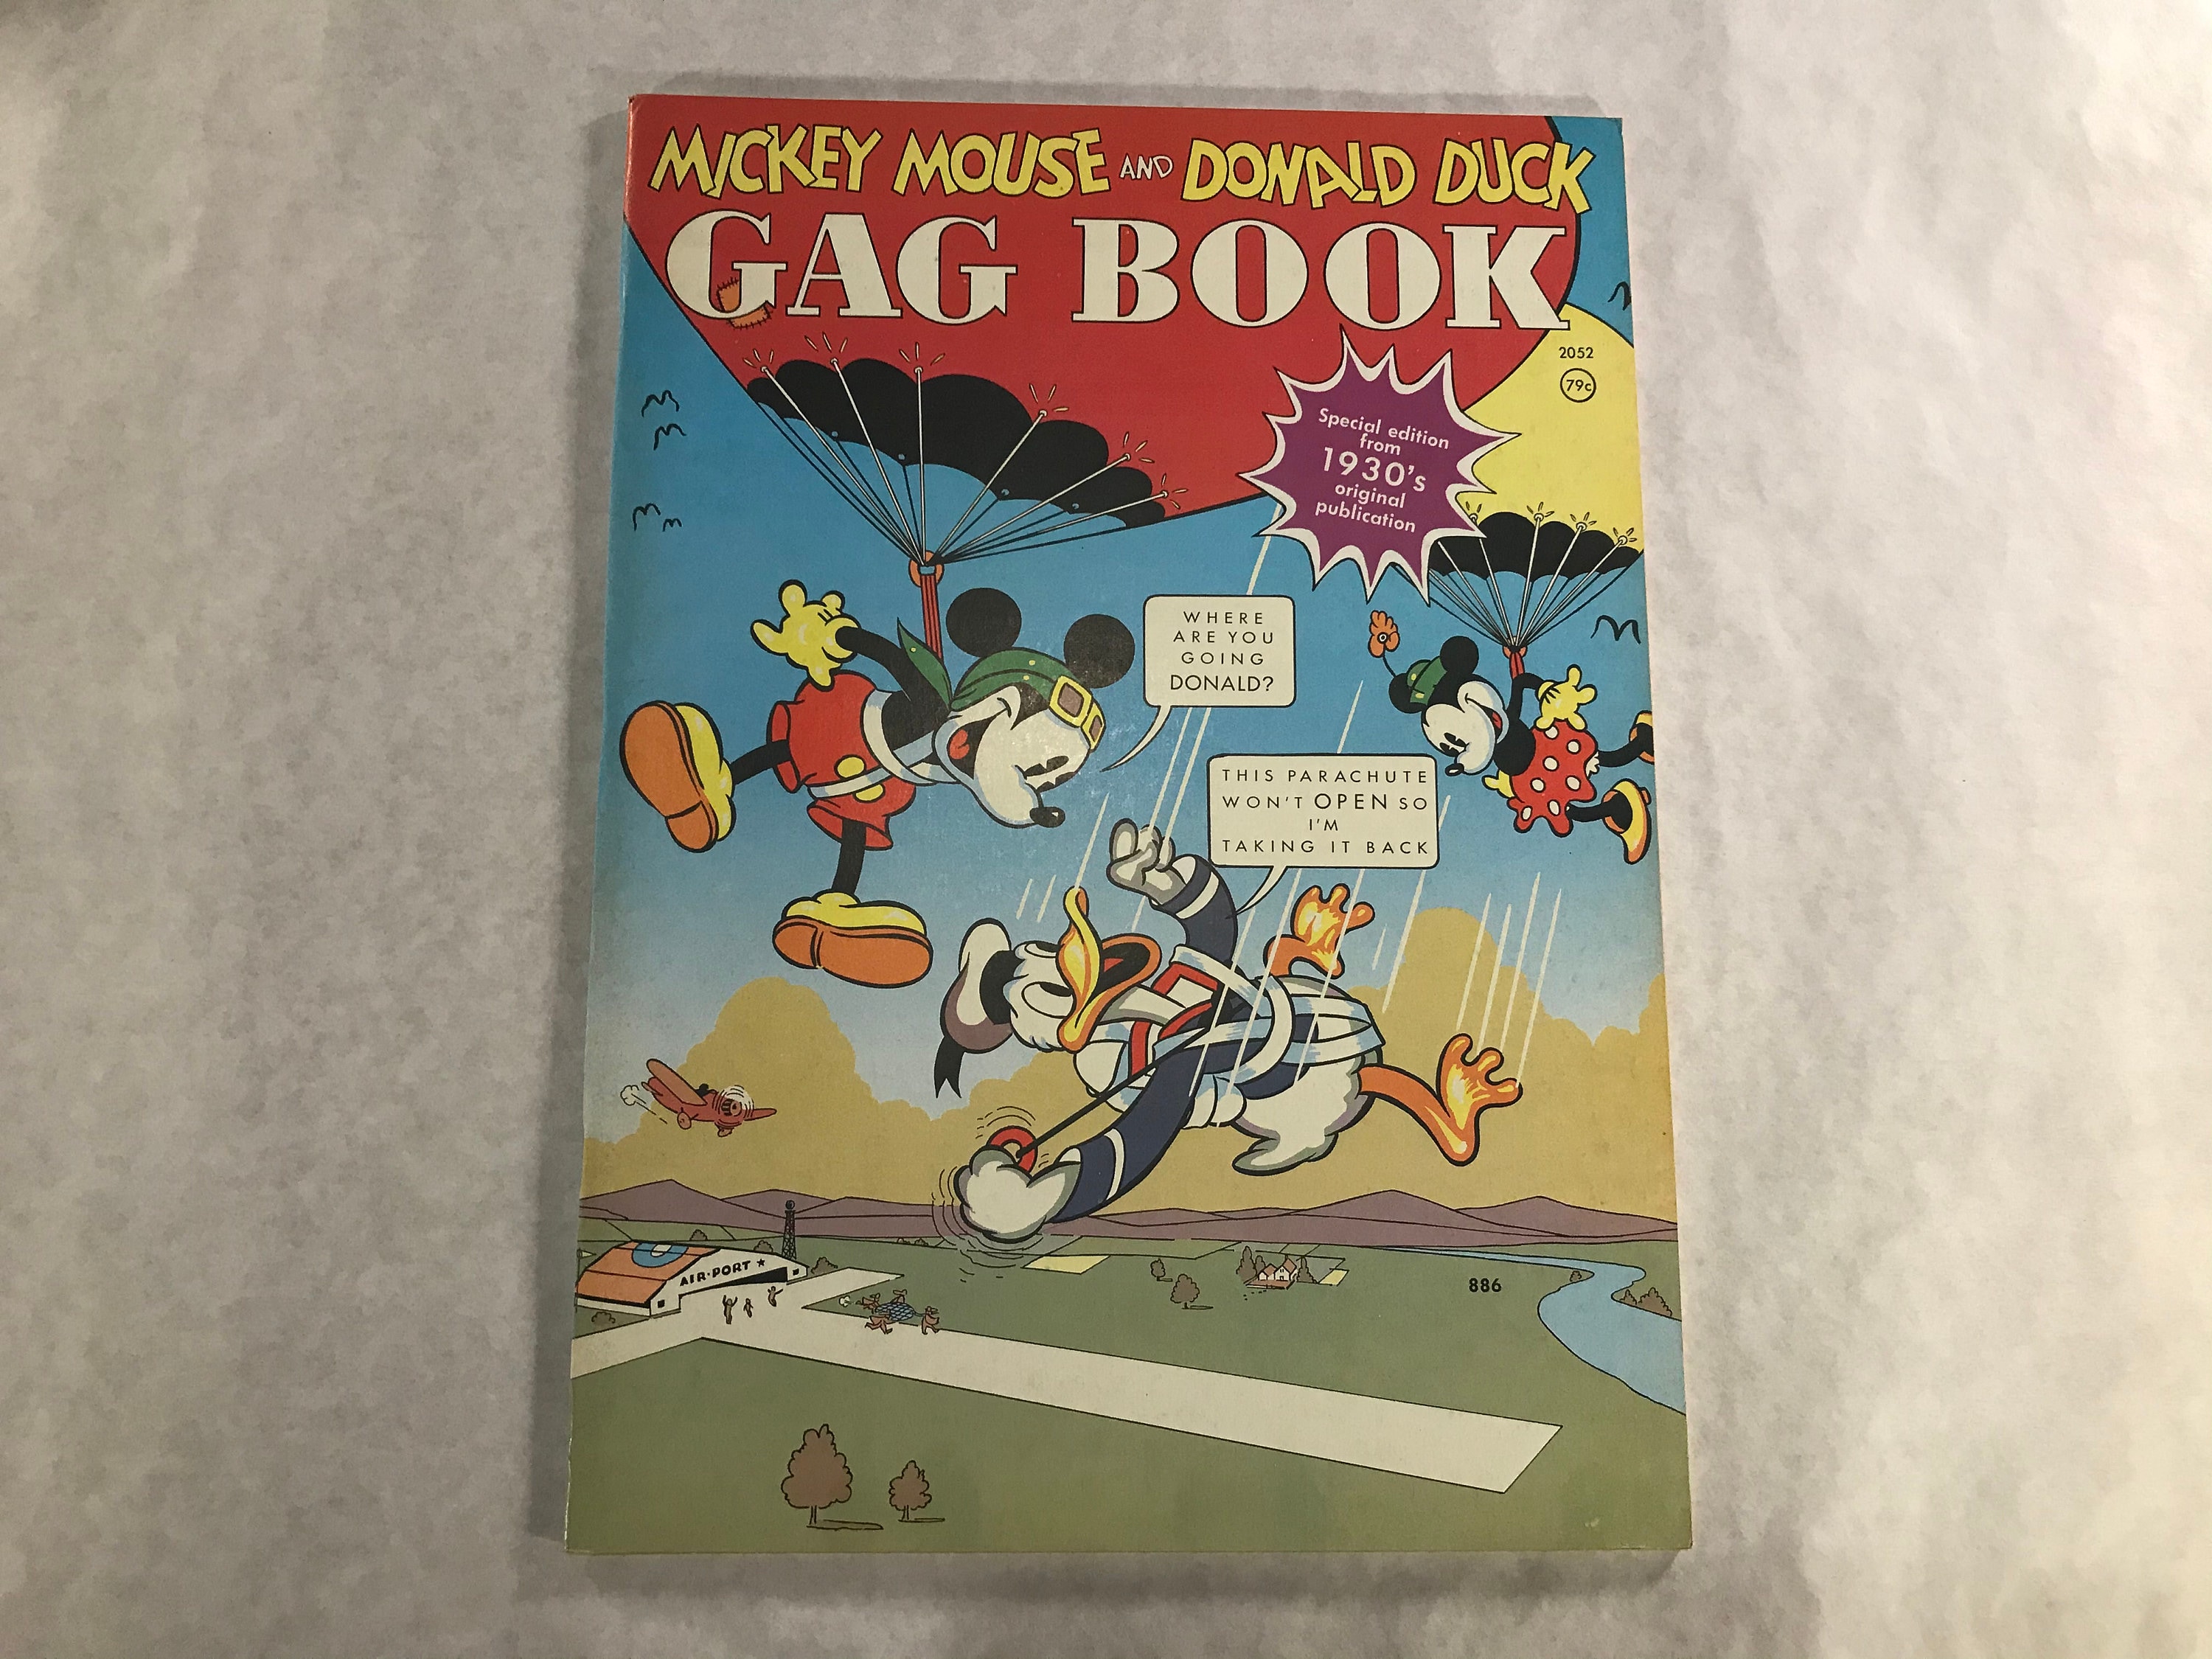 MICKEY MOUSE AND DONALD DUCK
GAG BOOK
2052
79c
Special edition
from
1930's
original
publication
WHERE
ARE YOU
GOING
DONALD?
THIS PARACHUTE
WON'T OPEN SO
I'M
TAKING IT BACK
AIR-PORT
886